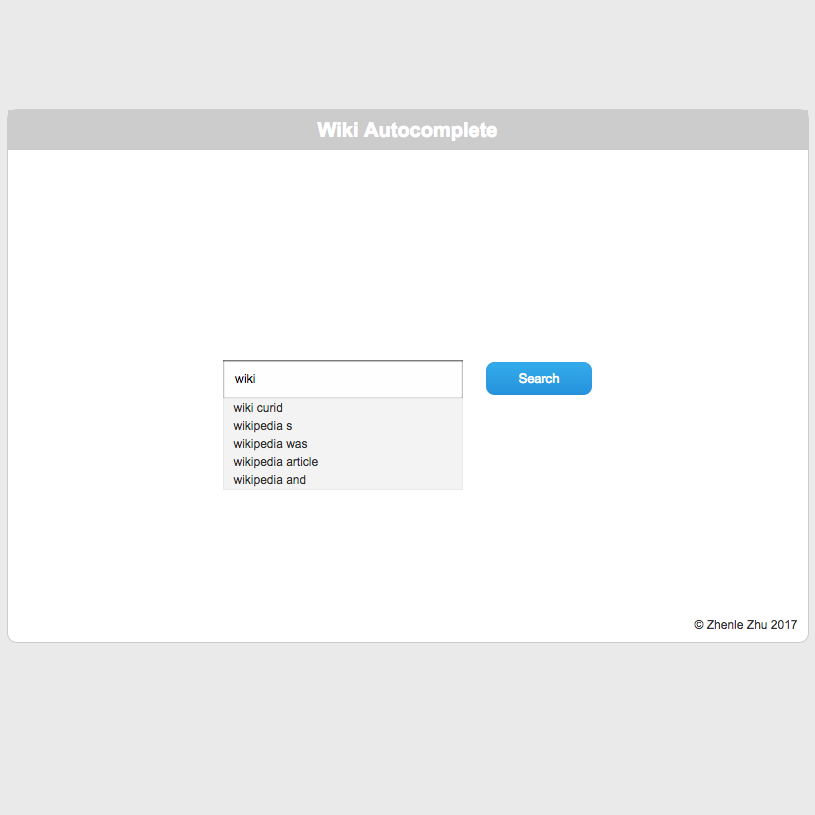 Wiki Autocomplete
wiki
Search
wiki curid
wikipedia s
wikipedia was
wikipedia article
wikipedia and
© Zhenle Zhu 2017